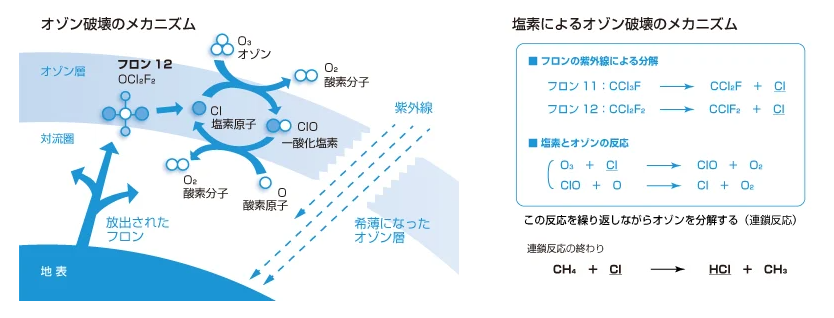 オゾン破壊のメカニズム
オゾン層
フロン 12
OCl₂F₂
O₃
オゾン
O₂
酸素分子
Cl
塩素原子
ClO
一酸化塩素
紫外線
対流圏
O₂
酸素分子
O
酸素原子
放出された
フロン
希薄になった
オゾン層
地表
塩素によるオゾン破壊のメカニズム
■ フロンの紫外線による分解
フロン 11：CCl₃F ⟶ CCl₂F + Cl
フロン 12：CCl₂F₂ ⟶ CClF₂ + Cl
■ 塩素とオゾンの反応
O₃ + Cl ⟶ ClO + O₂
ClO + O ⟶ Cl + O₂
この反応を繰り返しながらオゾンを分解する（連鎖反応）
連鎖反応の終わり
CH₄ + Cl ⟶ HCl + CH₃